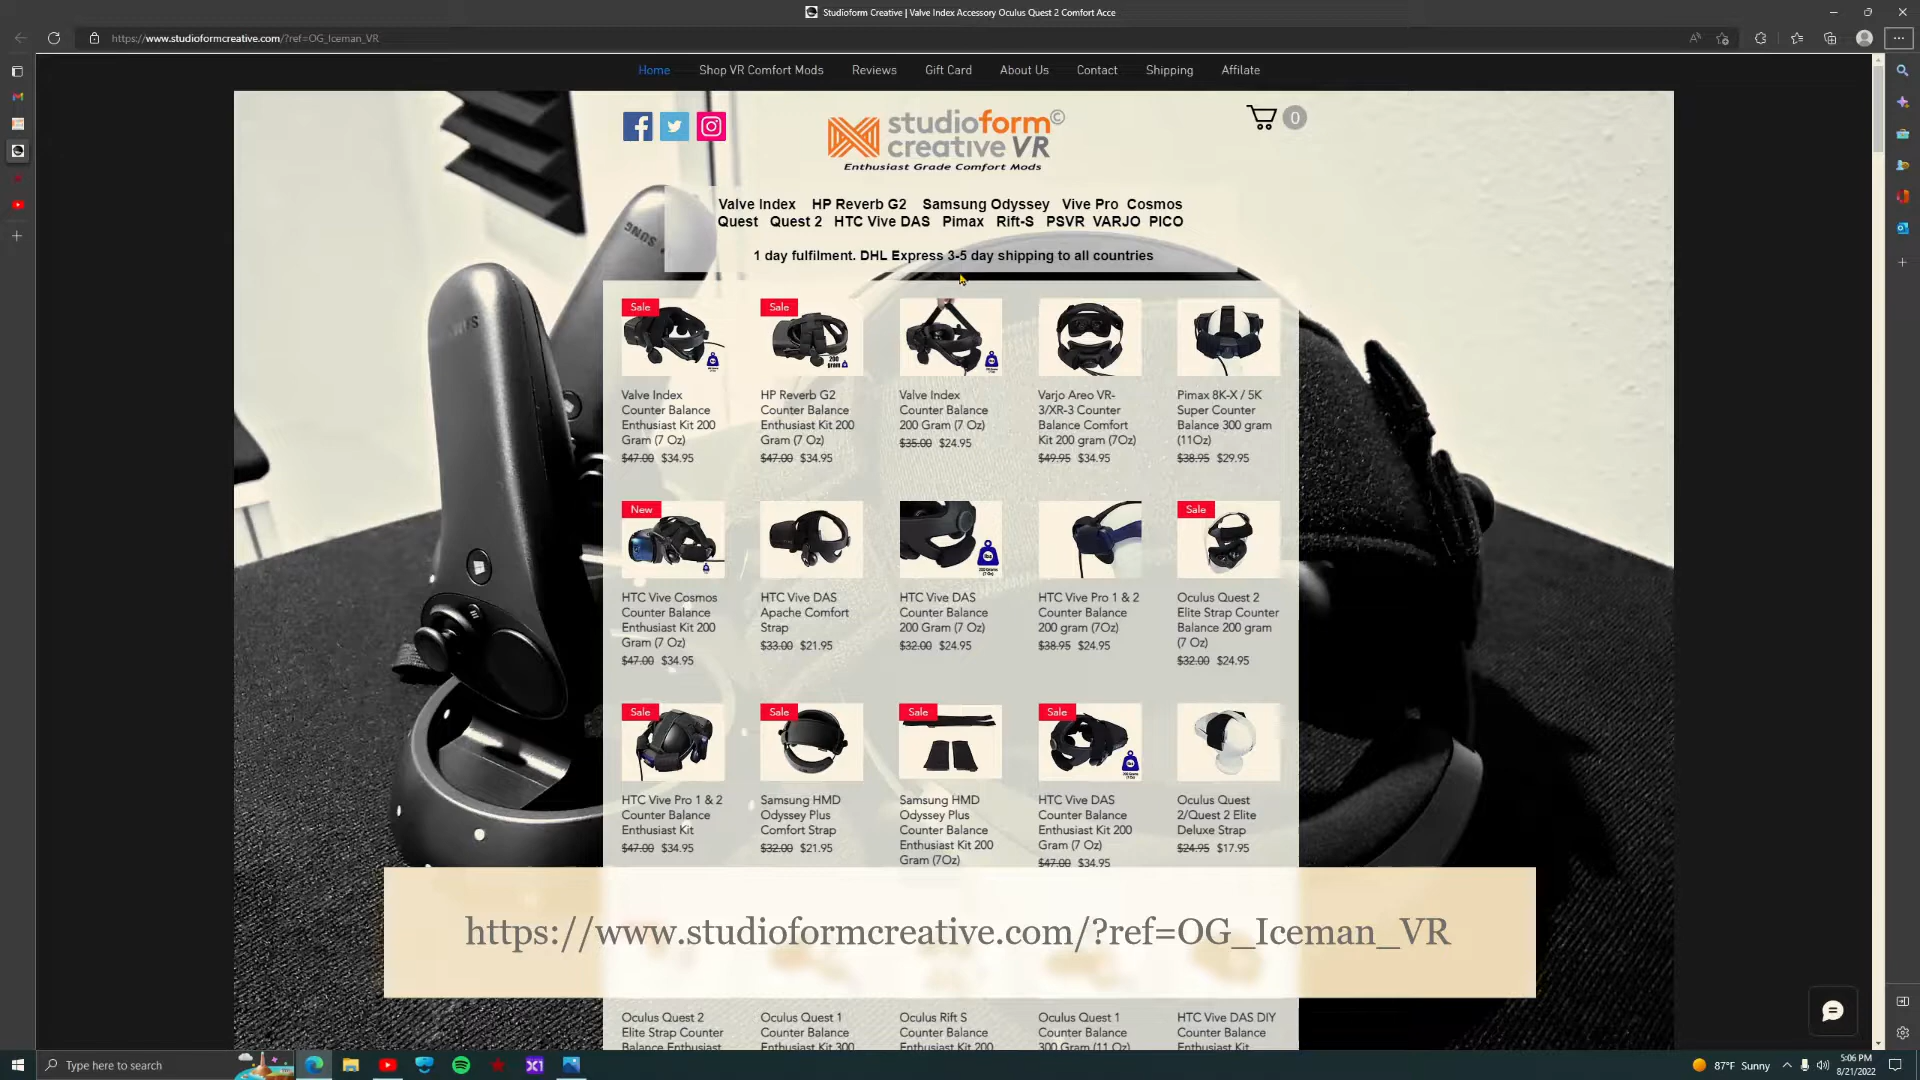 Studioform Creative | Valve Index Accessory Oculus Quest 2 Comfort Acce
https://www.studioformcreative.com/?ref=OG_Iceman_VR
Home Shop VR Comfort Mods Reviews Gift Card About Us Contact Shipping Affilate
studioform©
creative VR
Enthusiast Grade Comfort Mods
0
Valve Index HP Reverb G2 Samsung Odyssey Vive Pro Cosmos
Quest Quest 2 HTC Vive DAS Pimax Rift-S PSVR VARJO PICO
1 day fulfilment. DHL Express 3-5 day shipping to all countries
Sale
Valve Index
Counter Balance
Enthusiast Kit 200
Gram (7 Oz)
$47.00 $34.95
Sale
200
gram
HP Reverb G2
Counter Balance
Enthusiast Kit 200
Gram (7 Oz)
$47.00 $34.95
Valve Index
Counter Balance
200 Gram (7 Oz)
$35.00 $24.95
Varjo Areo VR-
3/XR-3 Counter
Balance Comfort
Kit 200 gram (7Oz)
$49.95 $34.95
Pimax 8K-X / 5K
Super Counter
Balance 300 gram
(11Oz)
$38.95 $29.95
New
HTC Vive Cosmos
Counter Balance
Enthusiast Kit 200
Gram (7 Oz)
$47.00 $34.95
HTC Vive DAS
Apache Comfort
Strap
$33.00 $21.95
HTC Vive DAS
Counter Balance
200 Gram (7 Oz)
$32.00 $24.95
HTC Vive Pro 1 & 2
Counter Balance
200 gram (7Oz)
$38.95 $24.95
Sale
Oculus Quest 2
Elite Strap Counter
Balance 200 gram
(7 Oz)
$32.00 $24.95
Sale
HTC Vive Pro 1 & 2
Counter Balance
Enthusiast Kit
$47.00 $34.95
Sale
Samsung HMD
Odyssey Plus
Comfort Strap
$32.00 $21.95
Sale
Samsung HMD
Odyssey Plus
Counter Balance
Enthusiast Kit 200
Gram (7Oz)
Sale
HTC Vive DAS
Counter Balance
Enthusiast Kit 200
Gram (7 Oz)
$47.00 $34.95
Oculus Quest
2/Quest 2 Elite
Deluxe Strap
$24.95 $17.95
https://www.studioformcreative.com/?ref=OG_Iceman_VR
Oculus Quest 2
Elite Strap Counter
Balance Enthusiast
Oculus Quest 1
Counter Balance
Enthusiast Kit 300
Oculus Rift S
Counter Balance
Enthusiast Kit 200
Oculus Quest 1
Counter Balance
300 Gram (11 Oz)
HTC Vive DAS DIY
Counter Balance
Enthusiast Kit
Type here to search
87°F Sunny
5:06 PM
8/21/2022